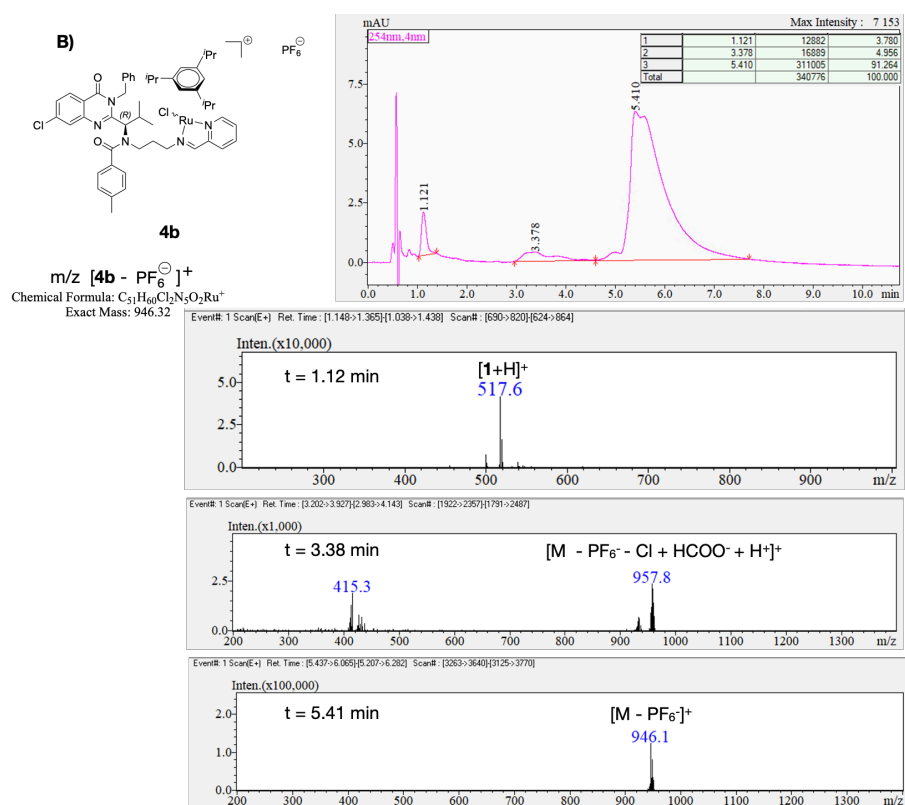 B)
PF6⊖
⊕
iPr
iPr
iPr
Ph
O
N
(R)
Cl
N
Cl
Ru
N
O
N
N
4b
m/z [4b - PF6⊖]+
Chemical Formula: C51H60Cl2N5O2Ru+
Exact Mass: 946.32
mAU
Max Intensity : 7 153
254nm,4nm
1 1.121 12882 3.780
2 3.378 16889 4.956
3 5.410 311005 91.264
Total 340776 100.000
7.5
5.0
2.5
0.0
1.121
3.378
5.410
0.0 1.0 2.0 3.0 4.0 5.0 6.0 7.0 8.0 9.0 10.0 min
Event#: 1 Scan(E+) Ret. Time : [1.148->1.365]-[1.038->1.438] Scan# : [690->820]-[624->864]
Inten.(x10,000)
t = 1.12 min
[1+H]+
517.6
5.0
2.5
0.0
300 400 500 600 700 800 900 m/z
Event#: 1 Scan(E+) Ret. Time : [3.202->3.927]-[2.983->4.143] Scan# : [1922->2357]-[1791->2487]
Inten.(x1,000)
t = 3.38 min
[M - PF6- - Cl + HCOO- + H+]+
957.8
415.3
2.5
0.0
200 300 400 500 600 700 800 900 1000 1100 1200 1300 m/z
Event#: 1 Scan(E+) Ret. Time : [5.437->6.065]-[5.207->6.282] Scan# : [3263->3640]-[3125->3770]
Inten.(x100,000)
t = 5.41 min
[M - PF6-]+
946.1
2.0
1.0
0.0
200 300 400 500 600 700 800 900 1000 1100 1200 1300 m/z